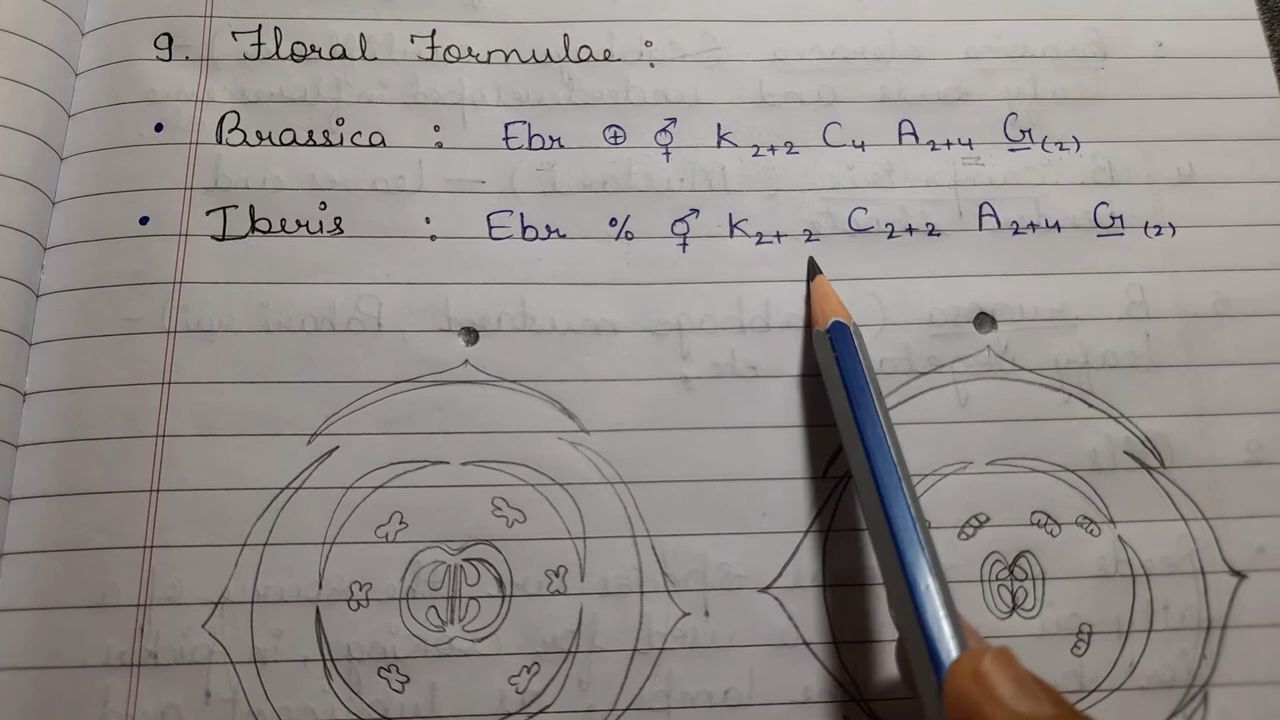 9. Floral Formulae :
• Brassica : Ebr ⊕ ⚥ K 2+2 C4 A2+4 G(2)
• Iberis : Ebr % ⚥ K2+2 C2+2 A2+4 G (2)